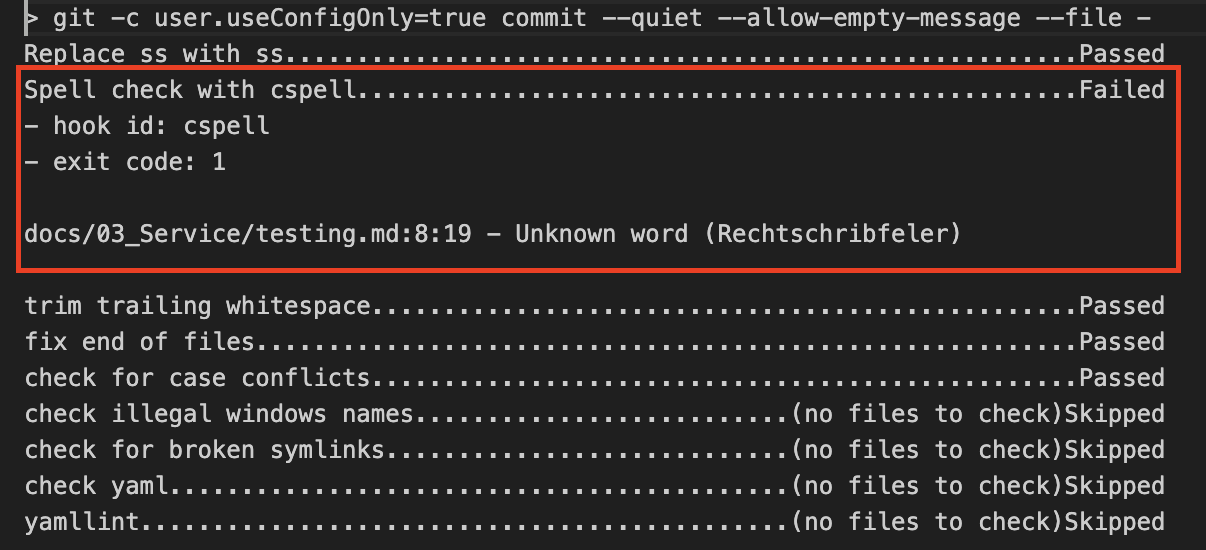 > git -c user.useConfigOnly=true commit --quiet --allow-empty-message --file -
Replace ss with ss.......................................................Passed
Spell check with cspell..................................................Failed
- hook id: cspell
- exit code: 1
docs/03_Service/testing.md:8:19 - Unknown word (Rechtschribfeler)
trim trailing whitespace.................................................Passed
fix end of files.........................................................Passed
check for case conflicts.................................................Passed
check illegal windows names..........................(no files to check)Skipped
check for broken symlinks............................(no files to check)Skipped
check yaml...........................................(no files to check)Skipped
yamllint.............................................(no files to check)Skipped